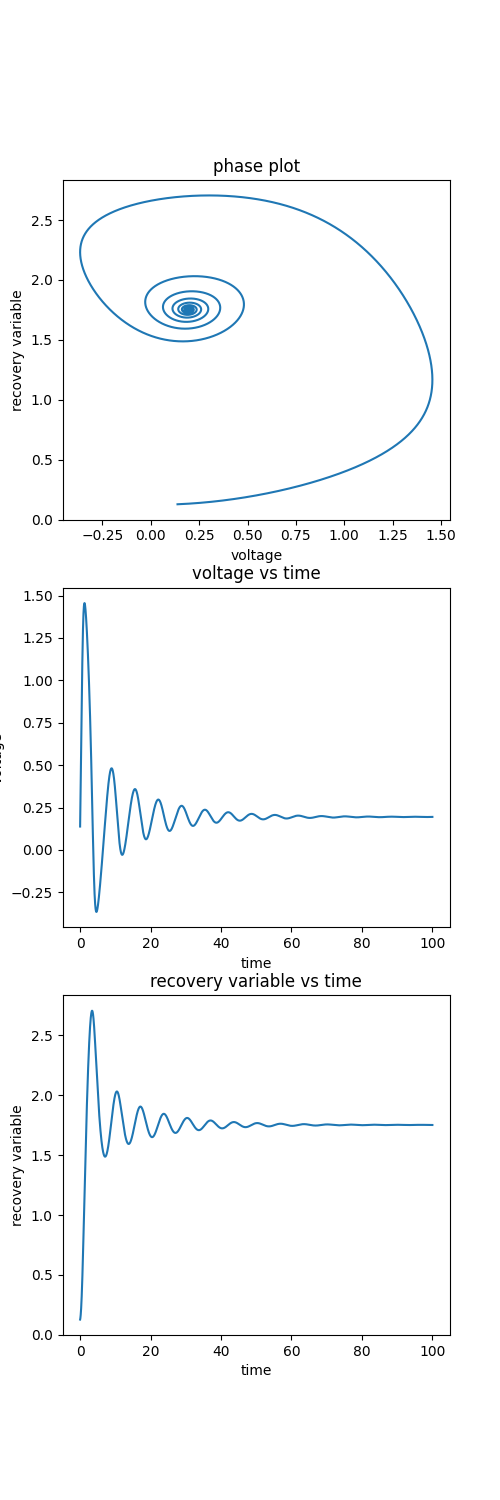 phase plot
2.5
2.0
1.5
1.0
0.5
0.0
recovery variable
−0.25 0.00 0.25 0.50 0.75 1.00 1.25 1.50
voltage
voltage vs time
1.50
1.25
1.00
0.75
0.50
0.25
0.00
−0.25
0 20 40 60 80 100
time
recovery variable vs time
2.5
2.0
1.5
1.0
0.5
0.0
recovery variable
0 20 40 60 80 100
time